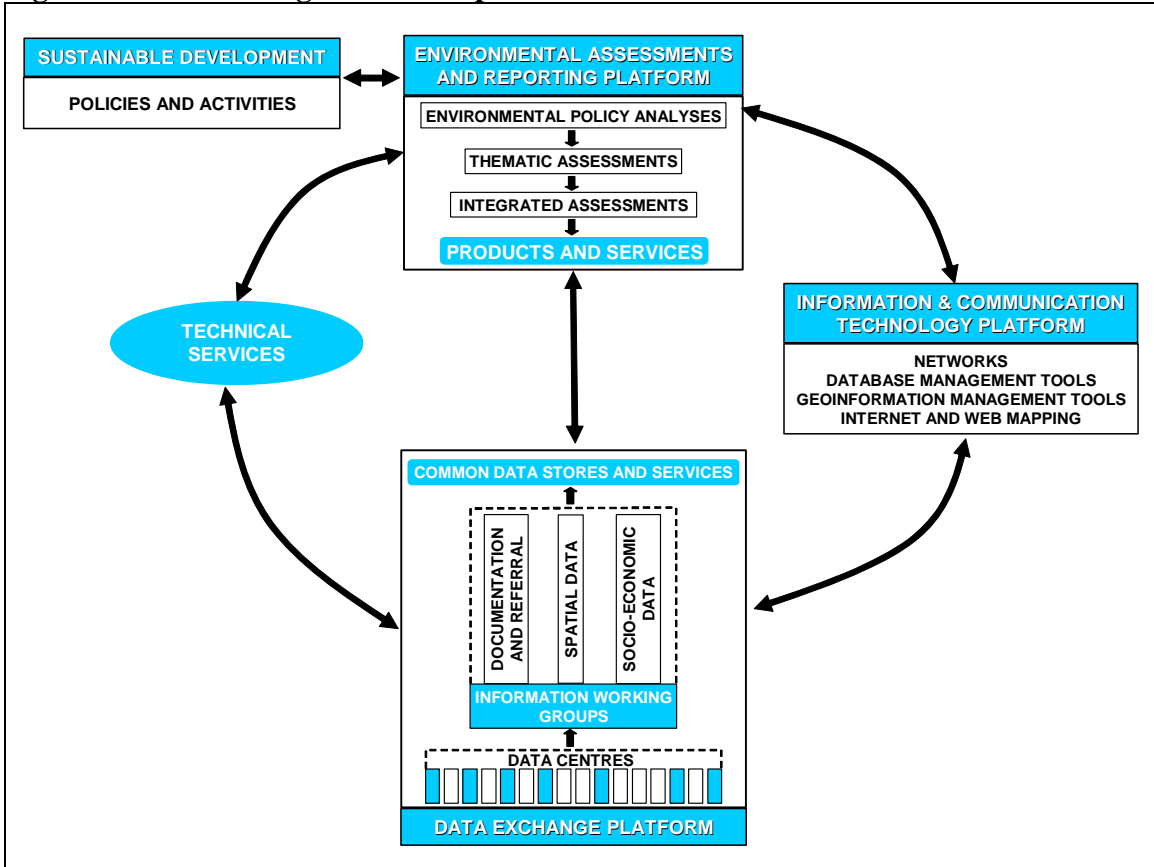 SUSTAINABLE DEVELOPMENT
POLICIES AND ACTIVITIES
ENVIRONMENTAL ASSESSMENTS
AND REPORTING PLATFORM
ENVIRONMENTAL POLICY ANALYSES
THEMATIC ASSESSMENTS
INTEGRATED ASSESSMENTS
PRODUCTS AND SERVICES
TECHNICAL
SERVICES
INFORMATION & COMMUNICATION
TECHNOLOGY PLATFORM
NETWORKS
DATABASE MANAGEMENT TOOLS
GEOINFORMATION MANAGEMENT TOOLS
INTERNET AND WEB MAPPING
COMMON DATA STORES AND SERVICES
DOCUMENTATION
AND REFERRAL
SPATIAL DATA
SOCIO-ECONOMIC
DATA
INFORMATION WORKING
GROUPS
DATA CENTRES
DATA EXCHANGE PLATFORM